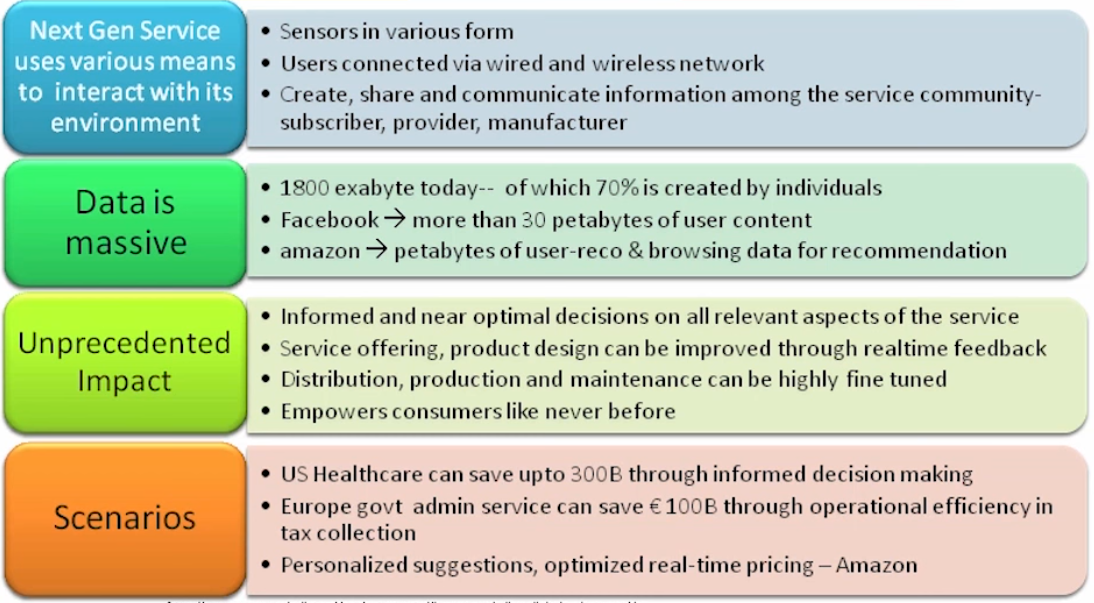 Next Gen Service
uses various means
to interact with its
environment
• Sensors in various form
• Users connected via wired and wireless network
• Create, share and communicate information among the service community-
subscriber, provider, manufacturer
Data is
massive
• 1800 exabyte today-- of which 70% is created by individuals
• Facebook → more than 30 petabytes of user content
• amazon → petabytes of user-reco & browsing data for recommendation
Unprecedented
Impact
• Informed and near optimal decisions on all relevant aspects of the service
• Service offering, product design can be improved through realtime feedback
• Distribution, production and maintenance can be highly fine tuned
• Empowers consumers like never before
Scenarios
• US Healthcare can save upto 300B through informed decision making
• Europe govt admin service can save € 100B through operational efficiency in
tax collection
• Personalized suggestions, optimized real-time pricing – Amazon